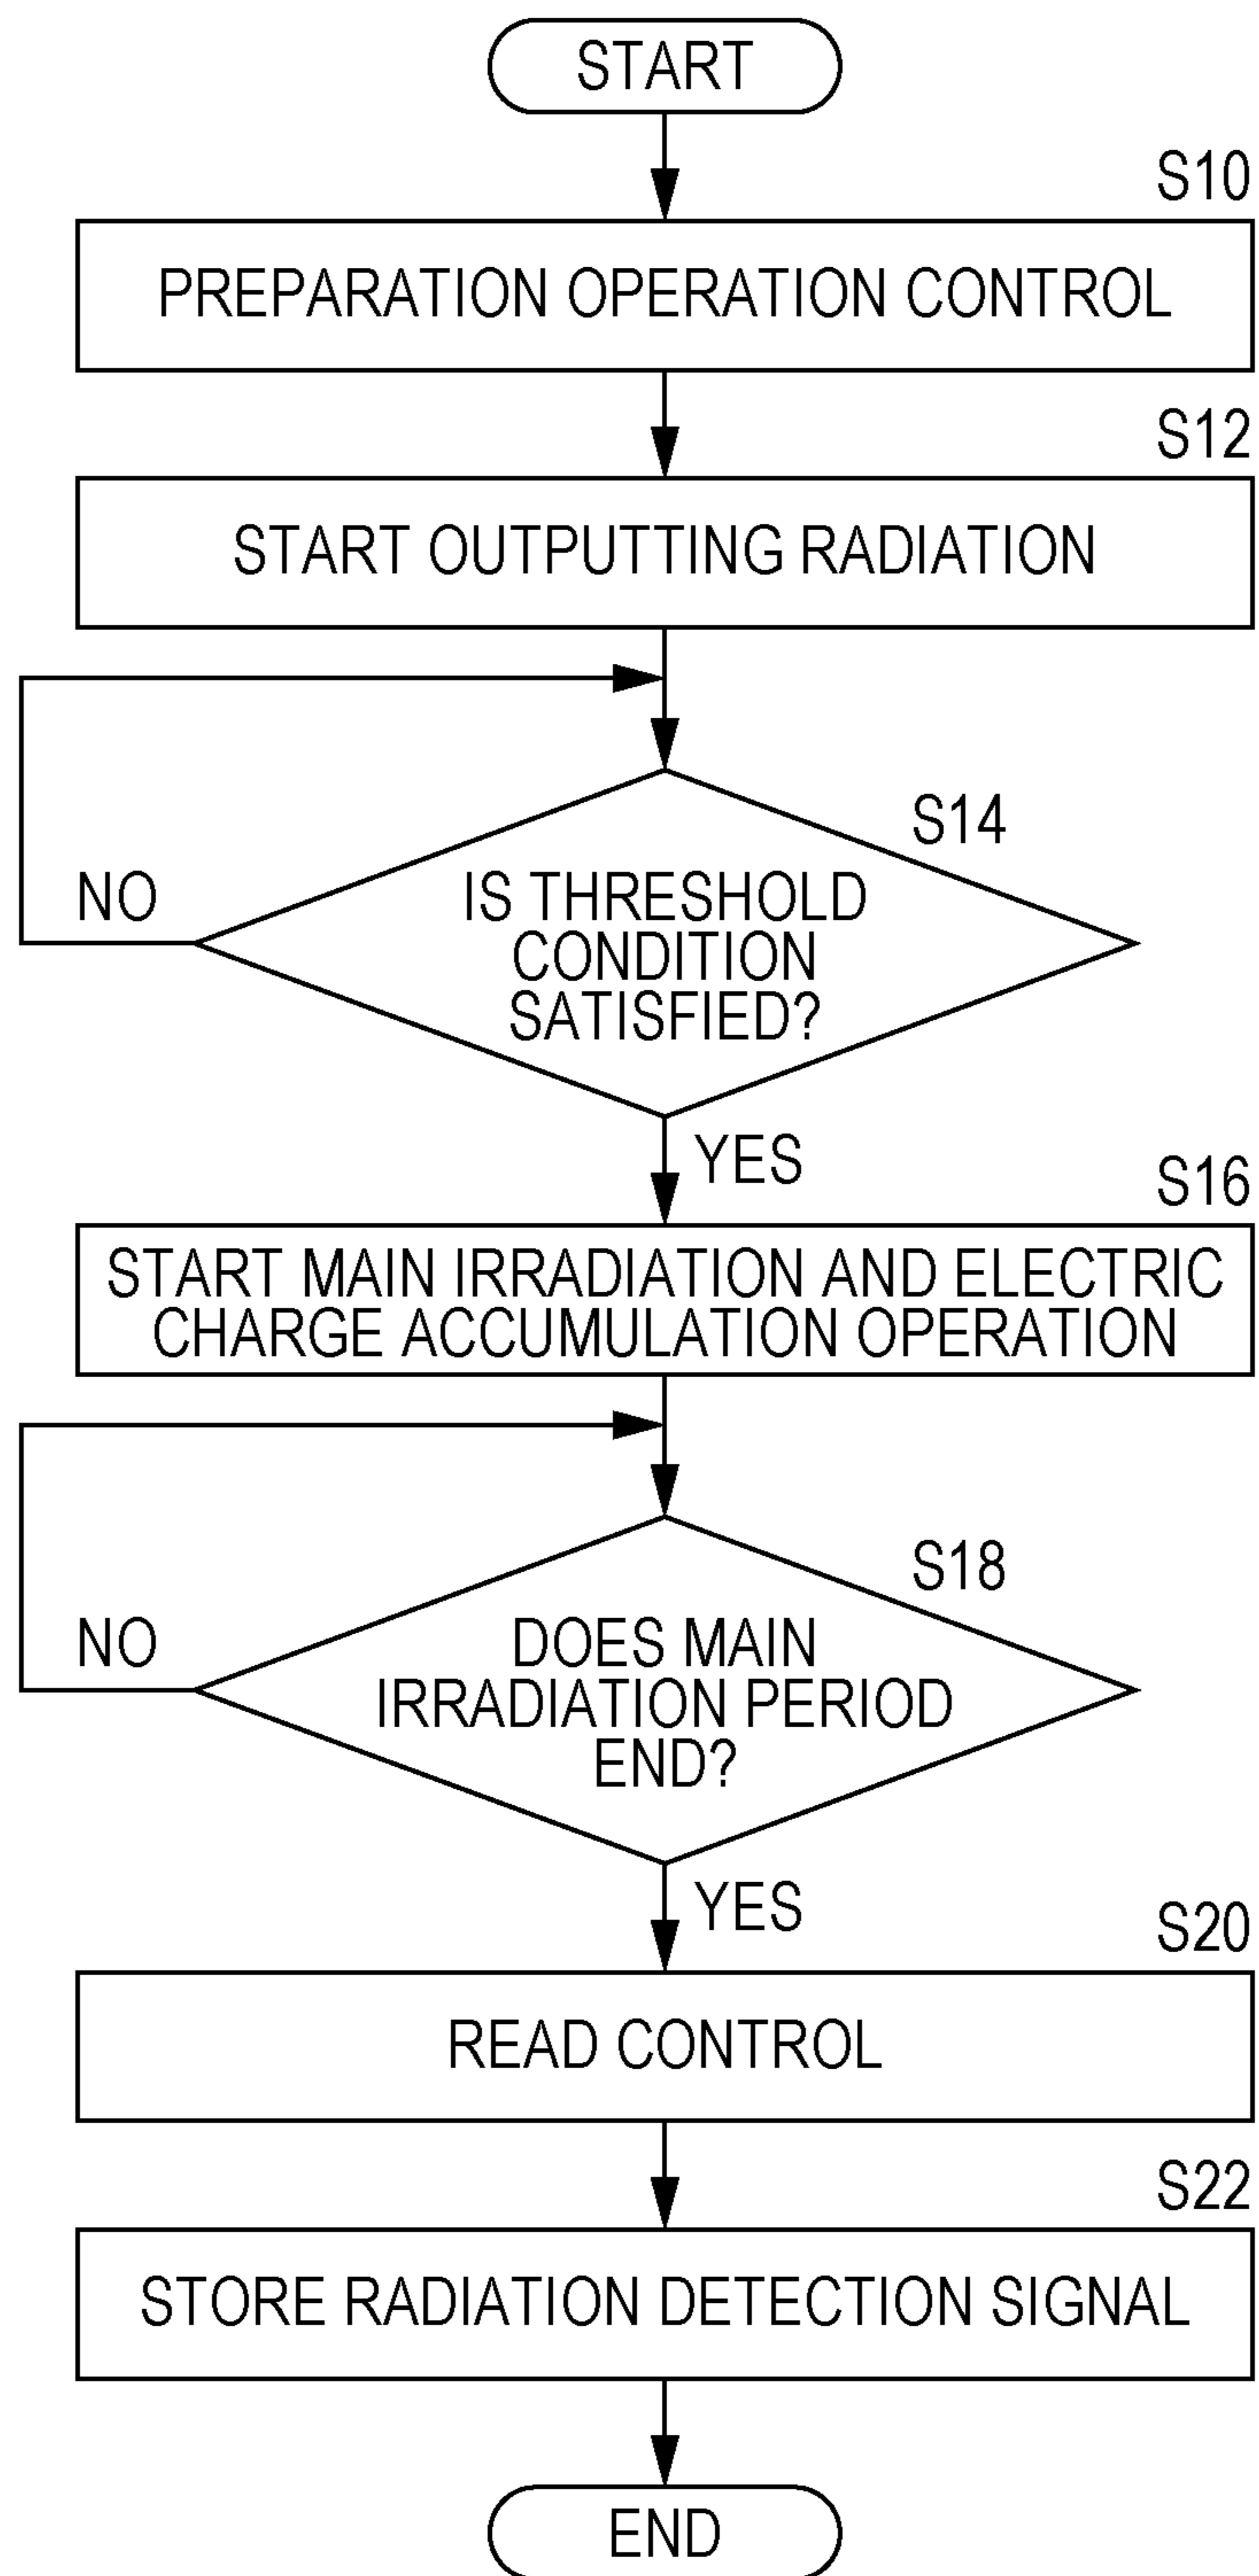 START
S10
PREPARATION OPERATION CONTROL
S12
START OUTPUTTING RADIATION
S14
IS THRESHOLD
CONDITION
SATISFIED?
NO
YES
S16
START MAIN IRRADIATION AND ELECTRIC
CHARGE ACCUMULATION OPERATION
S18
DOES MAIN
IRRADIATION PERIOD
END?
NO
YES
S20
READ CONTROL
S22
STORE RADIATION DETECTION SIGNAL
END